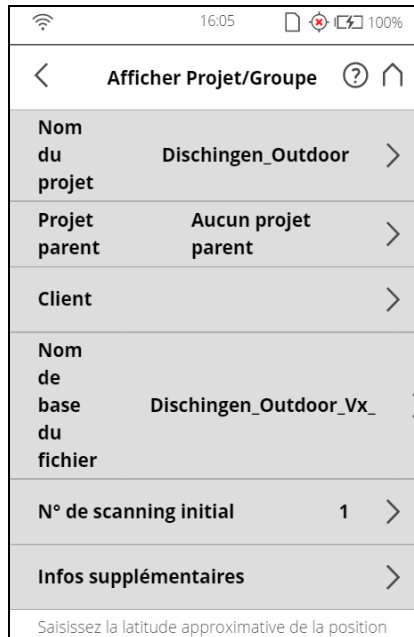 16:05 100%
Afficher Projet/Groupe ?
Nom
du
projet
Dischingen_Outdoor
Projet
parent
Aucun projet
parent
Client
Nom
de
base
du
fichier
Dischingen_Outdoor_Vx_
N° de scanning initial 1
Infos supplémentaires
Saisissez la latitude approximative de la position